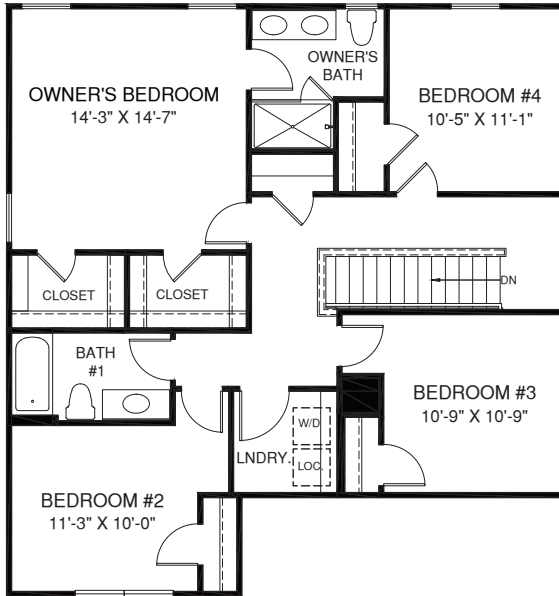 OWNER'S
BATH
OWNER'S BEDROOM
14'-3" X 14'-7"
BEDROOM #4
10'-5" X 11'-1"
DN
CLOSET
CLOSET
BATH
#1
BEDROOM #3
10'-9" X 10'-9"
W/D
LNDRY.
LOC.
BEDROOM #2
11'-3" X 10'-0"